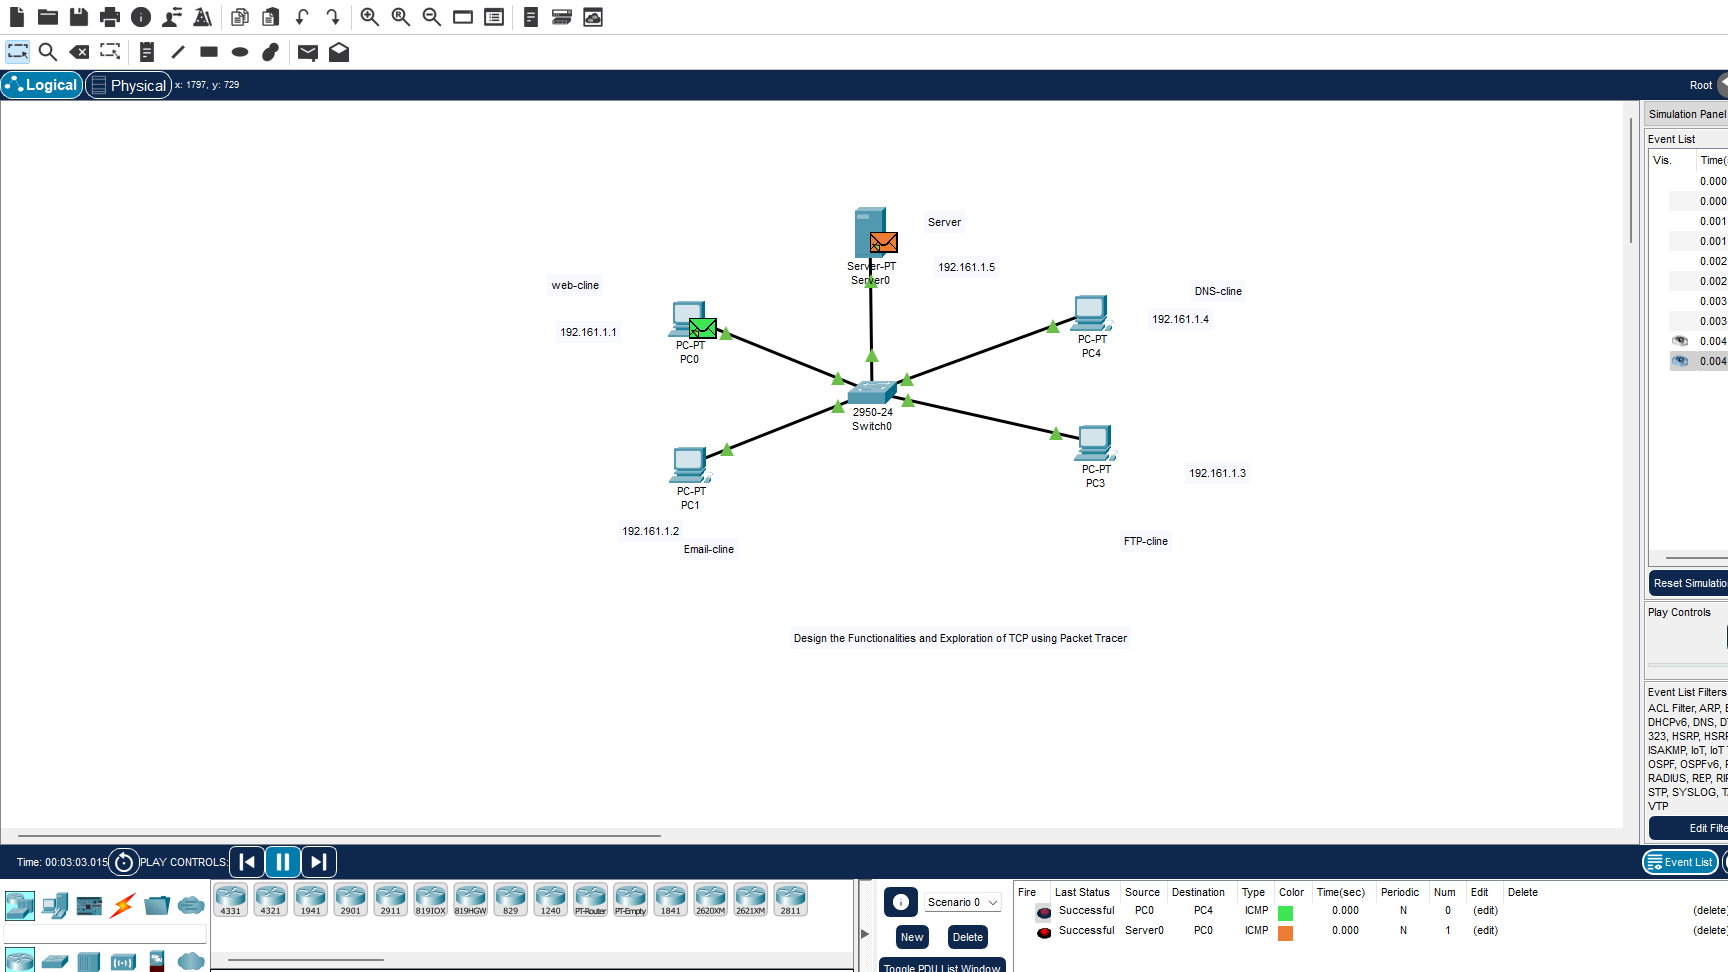 Logical
Physical
x: 1797, y: 729
Root
Simulation Panel
Event List
Vis.
Time(
0.000
0.000
0.001
0.001
0.002
0.002
0.003
0.003
0.004
0.004
Server
Server-PT
Server0
192.161.1.5
web-cline
192.161.1.1
PC-PT
PC0
DNS-cline
192.161.1.4
PC-PT
PC4
2950-24
Switch0
PC-PT
PC1
192.161.1.2
Email-cline
PC-PT
PC3
192.161.1.3
FTP-cline
Design the Functionalities and Exploration of TCP using Packet Tracer
Reset Simulatio
Play Controls
Event List Filters
ACL Filter, ARP,
DHCPv6, DNS, D
323, HSRP, HSR
ISAKMP, IoT, IoT
OSPF, OSPFv6,
RADIUS, REP, RI
STP, SYSLOG, T
VTP
Edit Filte
Time: 00:03:03.015
PLAY CONTROLS:
Event List
4331
4321
1941
2901
2911
819IOX
819HGW
829
1240
PT-Router
PT-Empty
1841
2620XM
2621XM
2811
Scenario 0
New
Delete
Toggle PDU List Window
Fire Last Status Source Destination Type Color Time(sec) Periodic Num Edit Delete
Successful PC0 PC4 ICMP 0.000 N 0 (edit) (delete)
Successful Server0 PC0 ICMP 0.000 N 1 (edit) (delete)